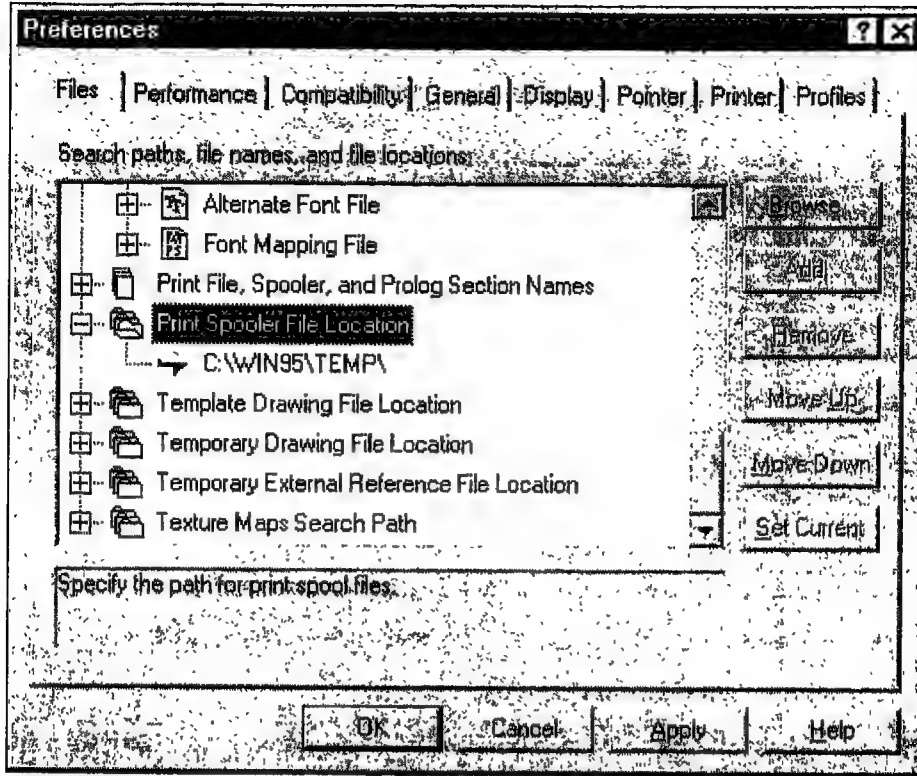 Preferences
Files Performance Compatibility General Display Pointer Printer Profiles
Search paths, file names, and file locations:
Alternate Font File
Font Mapping File
Print File, Spooler, and Prolog Section Names
Print Spooler File Location
C:\WIN95\TEMP\
Template Drawing File Location
Temporary Drawing File Location
Temporary External Reference File Location
Texture Maps Search Path
Browse...
Add
Remove
Move Up
Move Down
Set Current
Specify the path for print spool files.
OK Cancel Apply Help